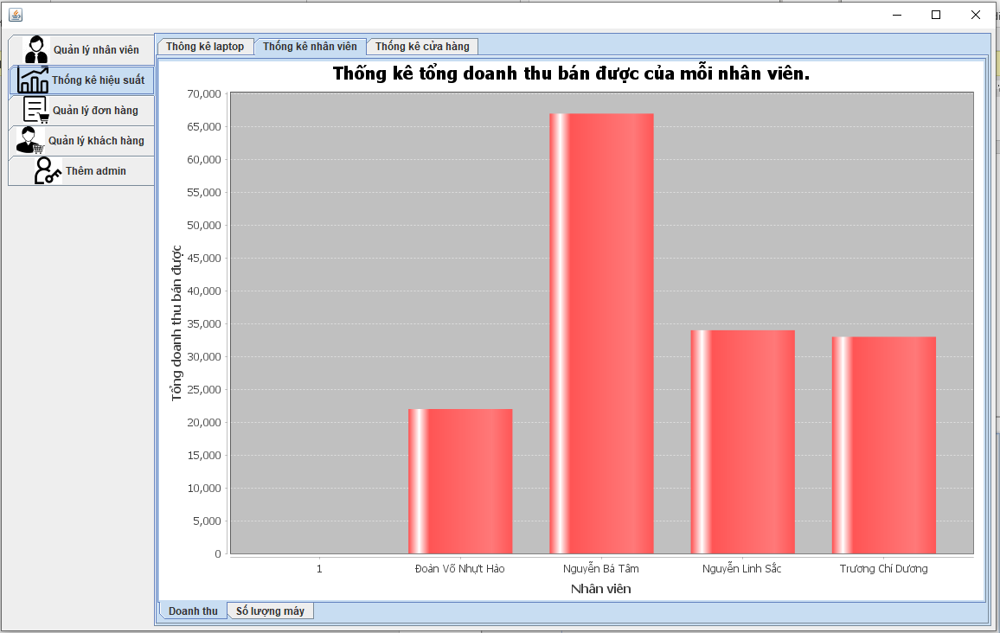 Quản lý nhân viên
Thống kê hiệu suất
Quản lý đơn hàng
Quản lý khách hàng
Thêm admin
Thông kê laptop
Thống kê nhân viên
Thống kê cửa hàng
Thống kê tổng doanh thu bán được của mỗi nhân viên.
Tổng doanh thu bán được
70,000
65,000
60,000
55,000
50,000
45,000
40,000
35,000
30,000
25,000
20,000
15,000
10,000
5,000
0
1
Đoàn Võ Nhựt Hào
Nguyễn Bá Tâm
Nguyễn Linh Sắc
Trương Chí Dương
Nhân viên
Doanh thu
Số lượng máy